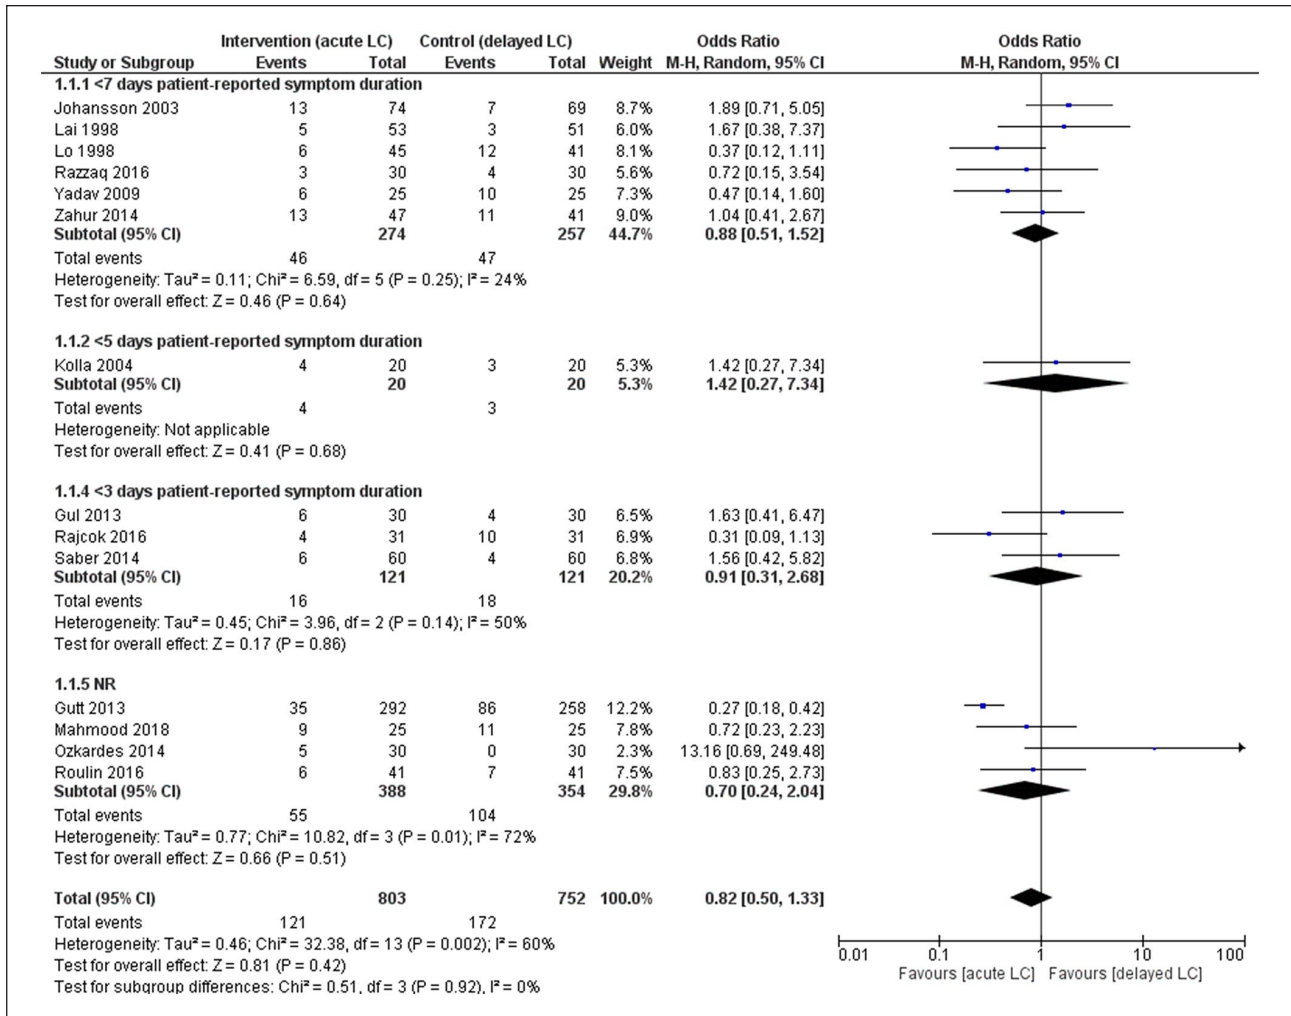 Intervention (acute LC) Control (delayed LC) Odds Ratio Odds Ratio
Study or Subgroup Events Total Events Total Weight M-H, Random, 95% CI M-H, Random, 95% CI
1.1.1 <7 days patient-reported symptom duration
Johansson 2003 13 74 7 69 8.7% 1.89 [0.71, 5.05]
Lai 1998 5 53 3 51 6.0% 1.67 [0.38, 7.37]
Lo 1998 6 45 12 41 8.1% 0.37 [0.12, 1.11]
Razzaq 2016 3 30 4 30 5.6% 0.72 [0.15, 3.54]
Yadav 2009 6 25 10 25 7.3% 0.47 [0.14, 1.60]
Zahur 2014 13 47 11 41 9.0% 1.04 [0.41, 2.67]
Subtotal (95% CI) 274 257 44.7% 0.88 [0.51, 1.52]
Total events 46 47
Heterogeneity: Tau² = 0.11; Chi² = 6.59, df = 5 (P = 0.25); I² = 24%
Test for overall effect: Z = 0.46 (P = 0.64)
1.1.2 <5 days patient-reported symptom duration
Kolla 2004 4 20 3 20 5.3% 1.42 [0.27, 7.34]
Subtotal (95% CI) 20 20 5.3% 1.42 [0.27, 7.34]
Total events 4 3
Heterogeneity: Not applicable
Test for overall effect: Z = 0.41 (P = 0.68)
1.1.4 <3 days patient-reported symptom duration
Gul 2013 6 30 4 30 6.5% 1.63 [0.41, 6.47]
Rajcok 2016 4 31 10 31 6.9% 0.31 [0.09, 1.13]
Saber 2014 6 60 4 60 6.8% 1.56 [0.42, 5.82]
Subtotal (95% CI) 121 121 20.2% 0.91 [0.31, 2.68]
Total events 16 18
Heterogeneity: Tau² = 0.45; Chi² = 3.96, df = 2 (P = 0.14); I² = 50%
Test for overall effect: Z = 0.17 (P = 0.86)
1.1.5 NR
Gutt 2013 35 292 86 258 12.2% 0.27 [0.18, 0.42]
Mahmood 2018 9 25 11 25 7.8% 0.72 [0.23, 2.23]
Ozkardes 2014 5 30 0 30 2.3% 13.16 [0.69, 249.48]
Roulin 2016 6 41 7 41 7.5% 0.83 [0.25, 2.73]
Subtotal (95% CI) 388 354 29.8% 0.70 [0.24, 2.04]
Total events 55 104
Heterogeneity: Tau² = 0.77; Chi² = 10.82, df = 3 (P = 0.01); I² = 72%
Test for overall effect: Z = 0.66 (P = 0.51)
Total (95% CI) 803 752 100.0% 0.82 [0.50, 1.33]
Total events 121 172
Heterogeneity: Tau² = 0.46; Chi² = 32.38, df = 13 (P = 0.002); I² = 60%
Test for overall effect: Z = 0.81 (P = 0.42)
Test for subgroup differences: Chi² = 0.51, df = 3 (P = 0.92), I² = 0%
0.01 0.1 1 10 100
Favours [acute LC] Favours [delayed LC]